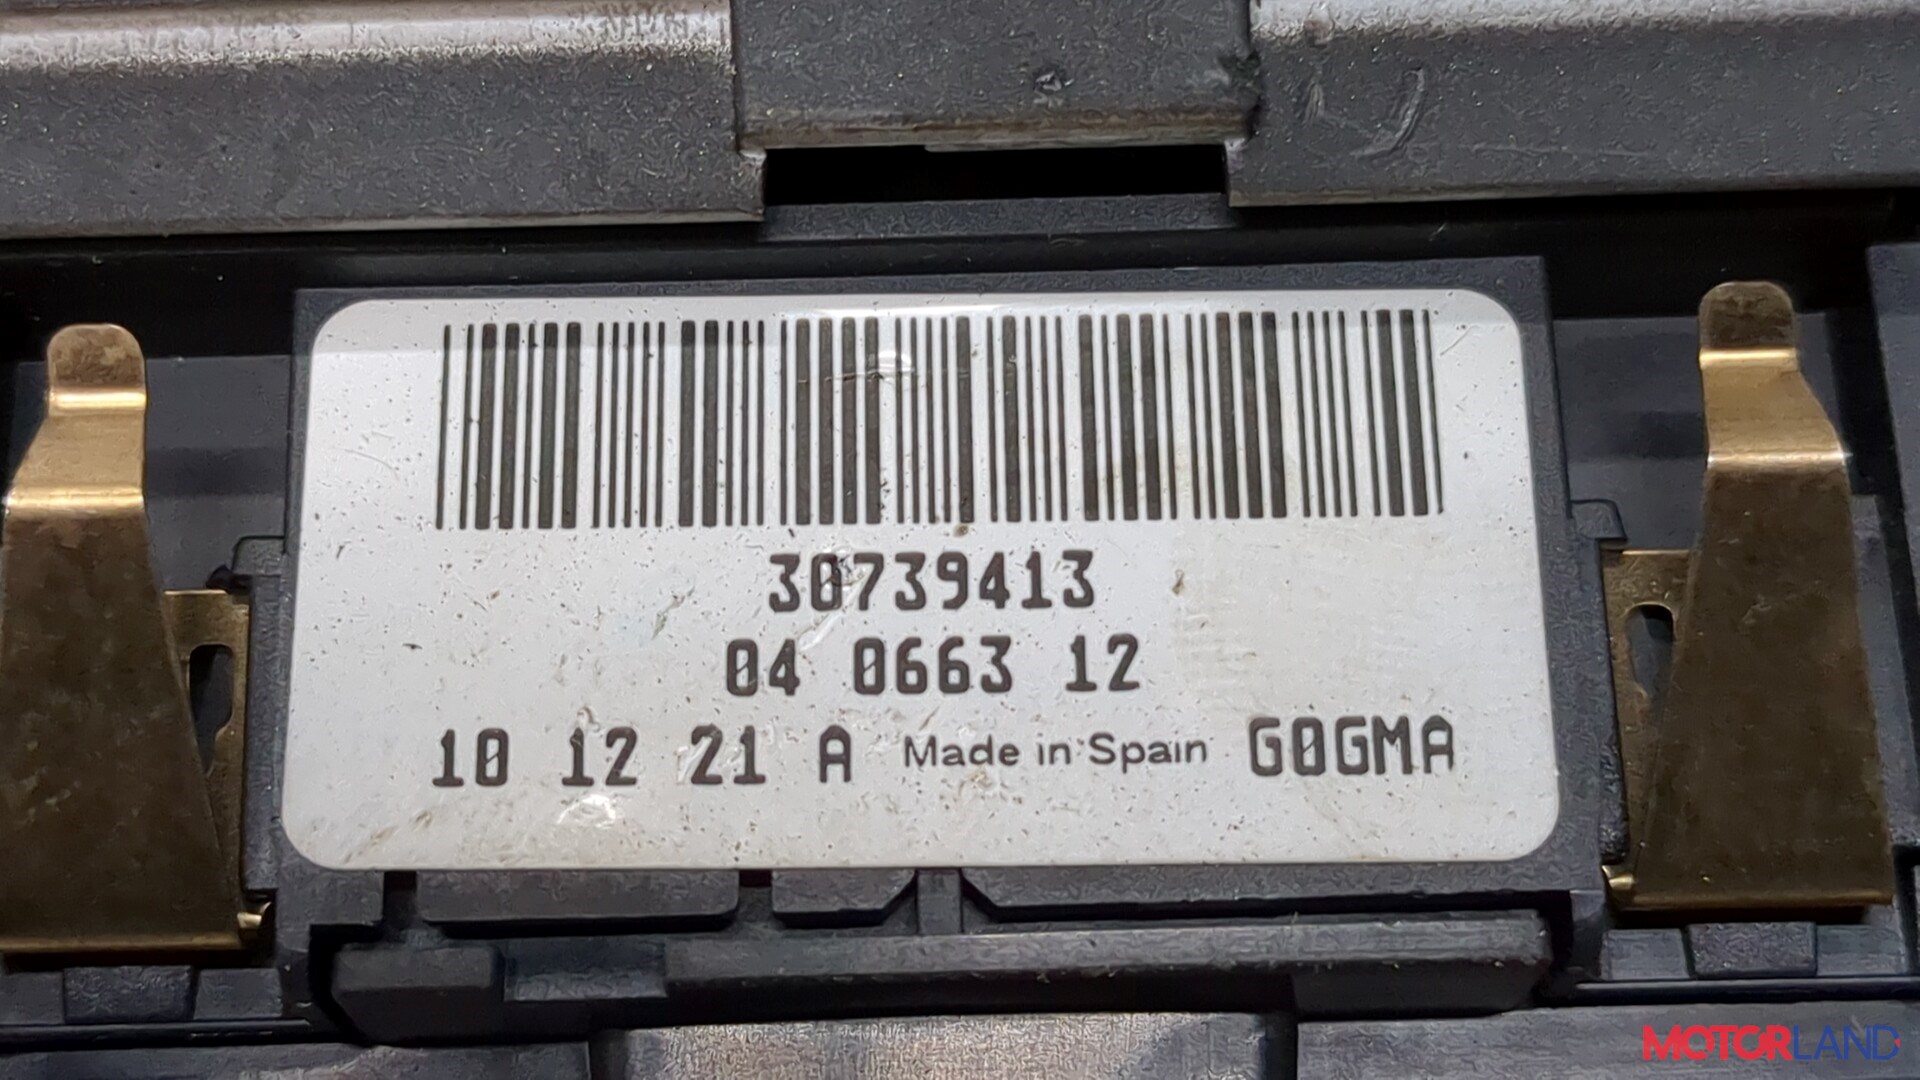 30739413
04 0663 12
10 12 21 A Made in Spain G0GMA
MOTORLAND